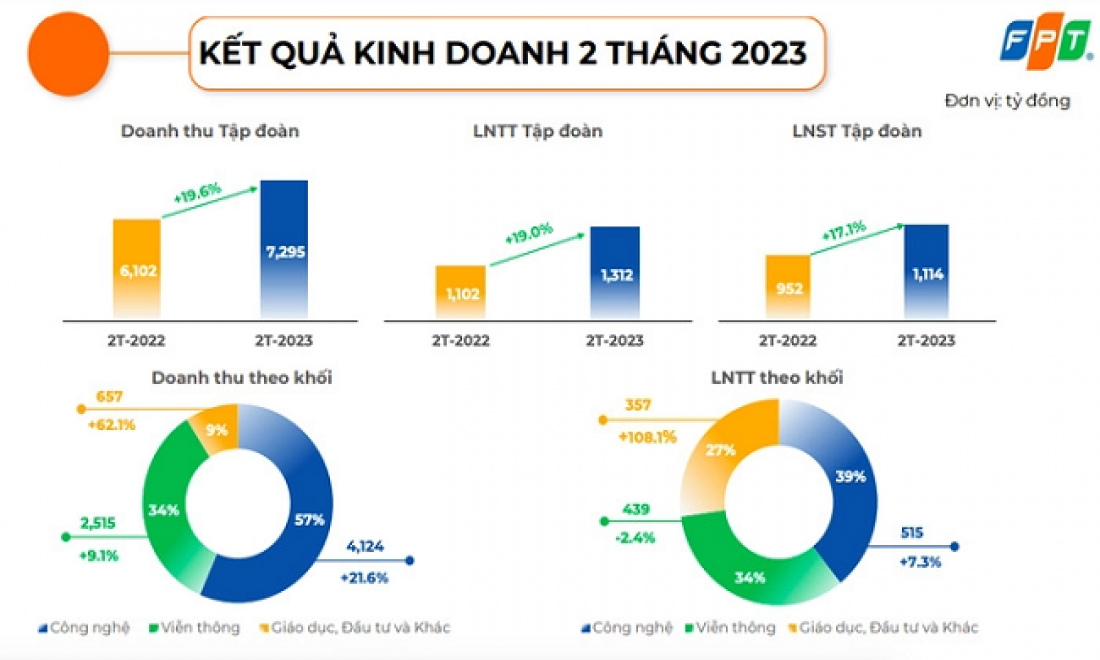 KẾT QUẢ KINH DOANH 2 THÁNG 2023
FPT®
Đơn vị: tỷ đồng
Doanh thu Tập đoàn
+19.6%
6,102
7,295
2T-2022
2T-2023
LNTT Tập đoàn
+19.0%
1,102
1,312
2T-2022
2T-2023
LNST Tập đoàn
+17.1%
952
1,114
2T-2022
2T-2023
Doanh thu theo khối
657
+62.1%
9%
34%
57%
2,515
+9.1%
4,124
+21.6%
Công nghệ Viễn thông Giáo dục, Đầu tư và Khác
LNTT theo khối
357
+108.1%
27%
39%
439
-2.4%
34%
515
+7.3%
Công nghệ Viễn thông Giáo dục, Đầu tư và Khác